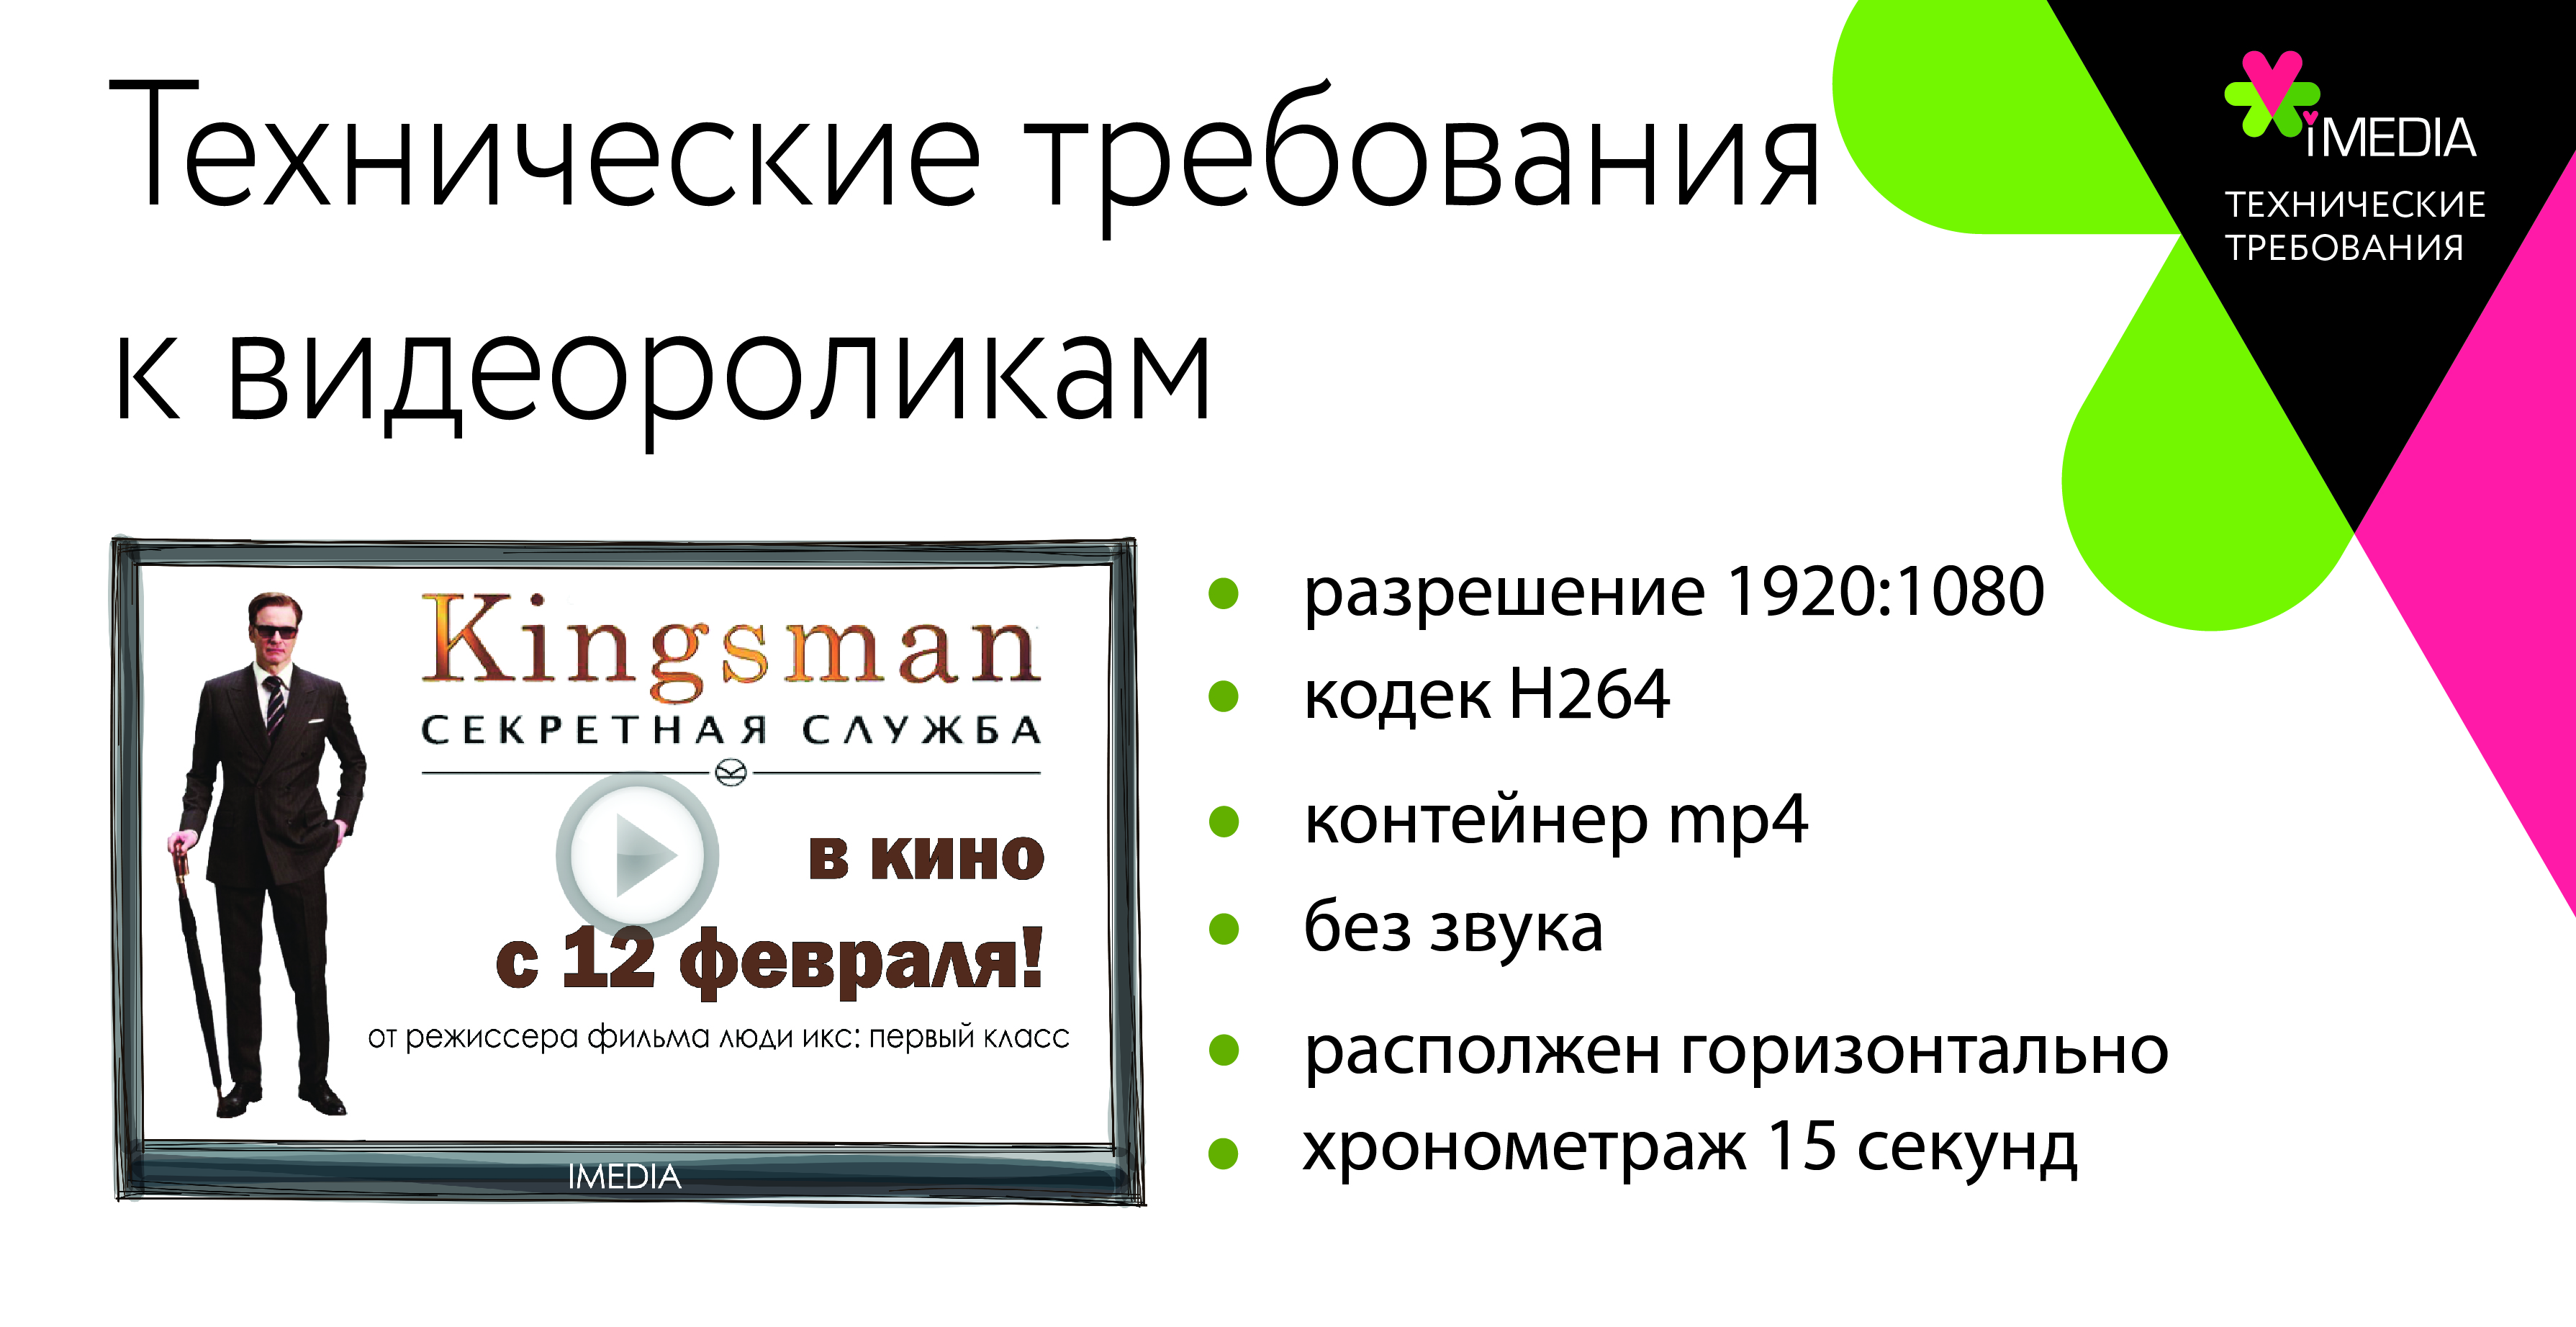 Технические требования
к видеороликам
iMEDIA
ТЕХНИЧЕСКИЕ
ТРЕБОВАНИЯ
Kingsman
СЕКРЕТНАЯ СЛУЖБА
в кино
с 12 февраля!
от режиссера фильма люди икс: первый класс
IMEDIA
разрешение 1920:1080
кодек H264
контейнер mp4
без звука
расположен горизонтально
хронометраж 15 секунд